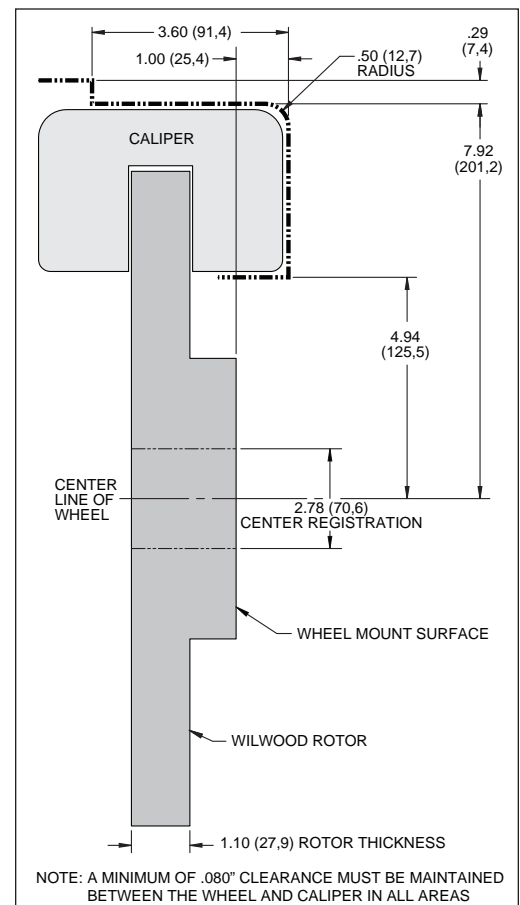 3.60 (91,4)
1.00 (25,4)
.29
(7,4)
.50 (12,7)
RADIUS
CALIPER
7.92
(201,2)
4.94
(125,5)
CENTER
LINE OF
WHEEL
2.78 (70,6)
CENTER REGISTRATION
WHEEL MOUNT SURFACE
WILWOOD ROTOR
1.10 (27,9) ROTOR THICKNESS
NOTE: A MINIMUM OF .080" CLEARANCE MUST BE MAINTAINED
BETWEEN THE WHEEL AND CALIPER IN ALL AREAS